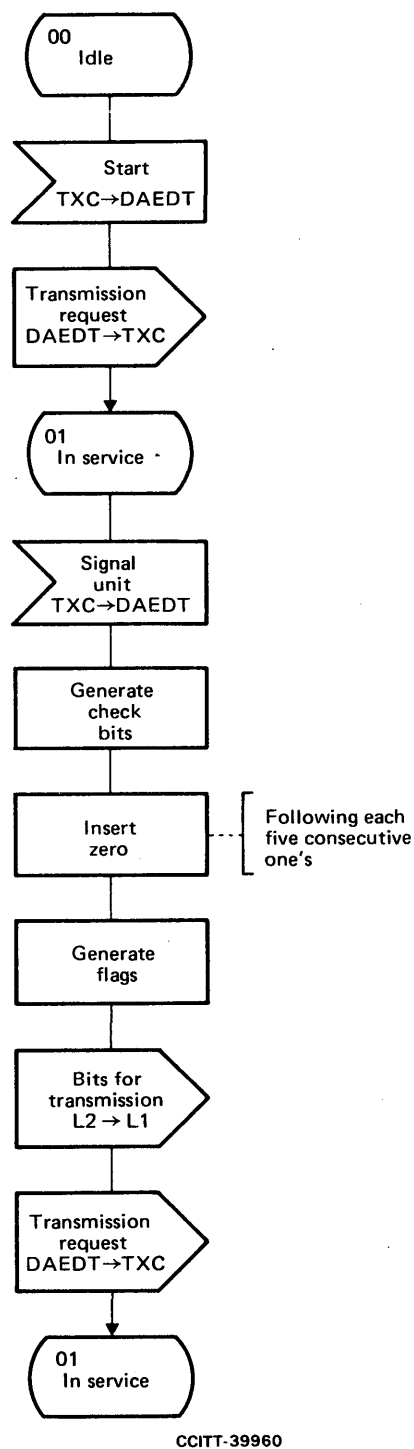 00
Idle
Start
TXC→DAEDT
Transmission
request
DAEDT→TXC
01
In service
Signal
unit
TXC→DAEDT
Generate
check
bits
Insert
zero
Following each
five consecutive
one's
Generate
flags
Bits for
transmission
L2 → L1
Transmission
request
DAEDT→TXC
01
In service
CCITT-39960